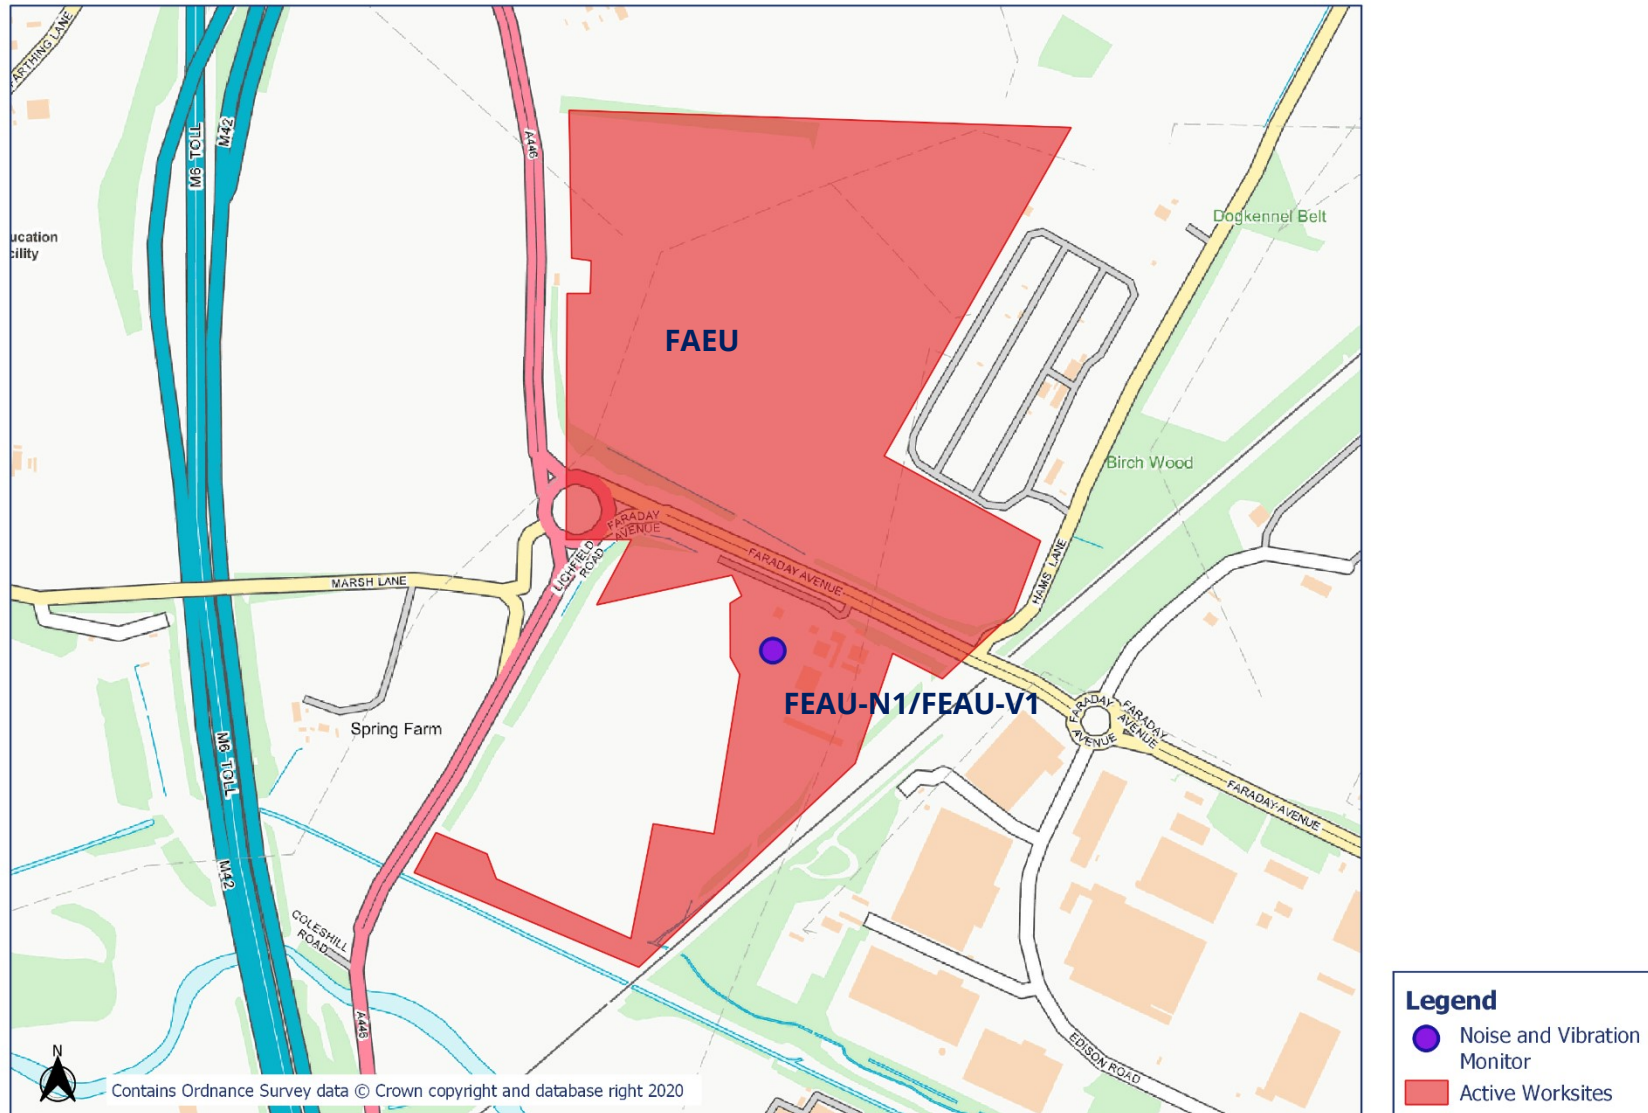 ARTHING LANE
M6 TOLL
M42
A446
Dogkennel Belt
ucation
cility
FAEU
Birch Wood
FARADAY
AVENUE
LICHFIELD
ROAD
FARADAY AVENUE
HAMS LANE
MARSH LANE
FEAU-N1/FEAU-V1
FARADAY
AVENUE
FARADAY
AVENUE
Spring Farm
M6 TOLL
FARADAY AVENUE
M42
COLESHILL
ROAD
A446
EDISON ROAD
N
Contains Ordnance Survey data © Crown copyright and database right 2020
Legend
Noise and Vibration
Monitor
Active Worksites